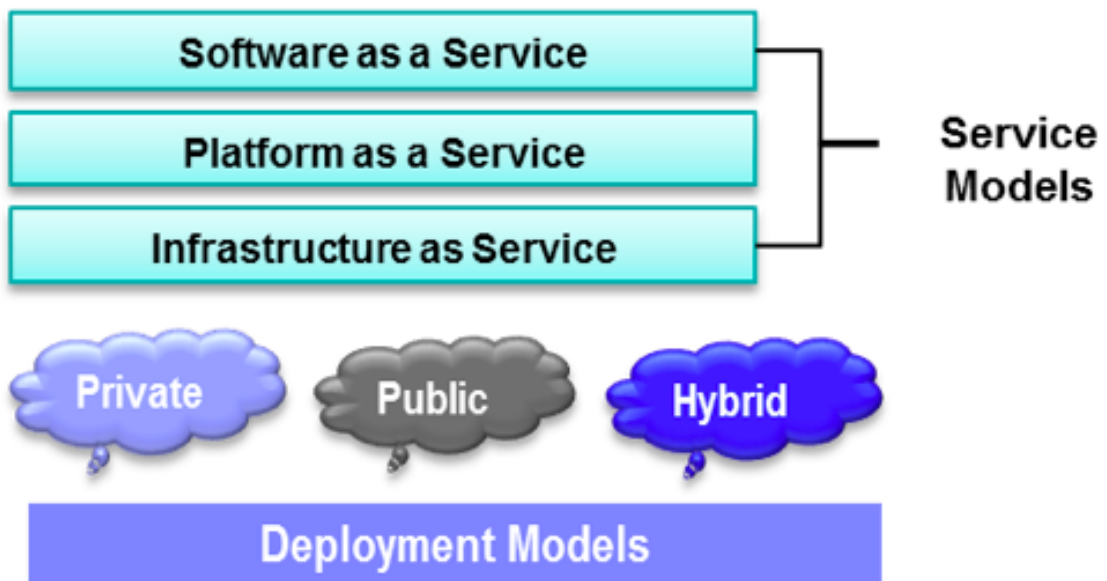 Software as a Service
Platform as a Service
Infrastructure as Service
Service
Models
Private
Public
Hybrid
Deployment Models